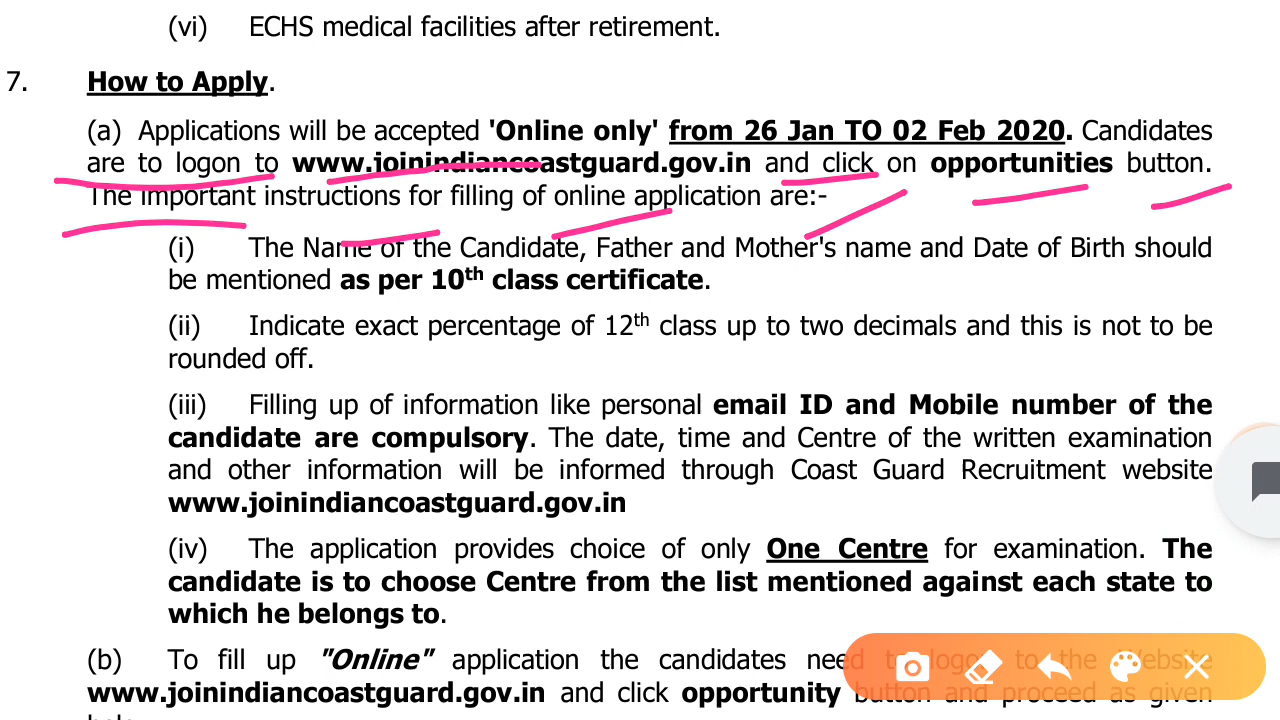 (vi) ECHS medical facilities after retirement.
7. How to Apply.
(a) Applications will be accepted 'Online only' from 26 Jan TO 02 Feb 2020. Candidates
are to logon to www.joinindiancoastguard.gov.in and click on opportunities button.
The important instructions for filling of online application are:-
(i) The Name of the Candidate, Father and Mother's name and Date of Birth should
be mentioned as per 10th class certificate.
(ii) Indicate exact percentage of 12th class up to two decimals and this is not to be
rounded off.
(iii) Filling up of information like personal email ID and Mobile number of the
candidate are compulsory. The date, time and Centre of the written examination
and other information will be informed through Coast Guard Recruitment website
www.joinindiancoastguard.gov.in
(iv) The application provides choice of only One Centre for examination. The
candidate is to choose Centre from the list mentioned against each state to
which he belongs to.
(b) To fill up "Online" application the candidates need to logon to the Website
www.joinindiancoastguard.gov.in and click opportunity button and proceed as given